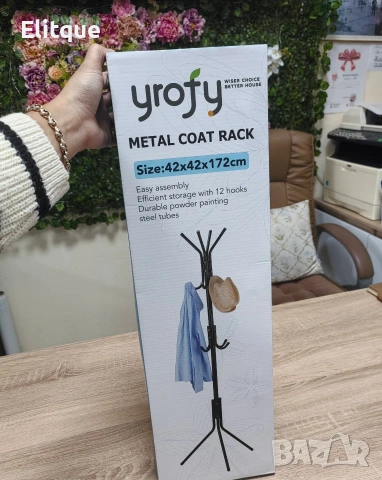 Elitque
yrofy
WISER CHOICE
BETTER HOUSE
METAL COAT RACK
Size:42x42x172cm
Easy assembly
Efficient storage with 12 hooks
Durable powder painting
steel tubes
bazar